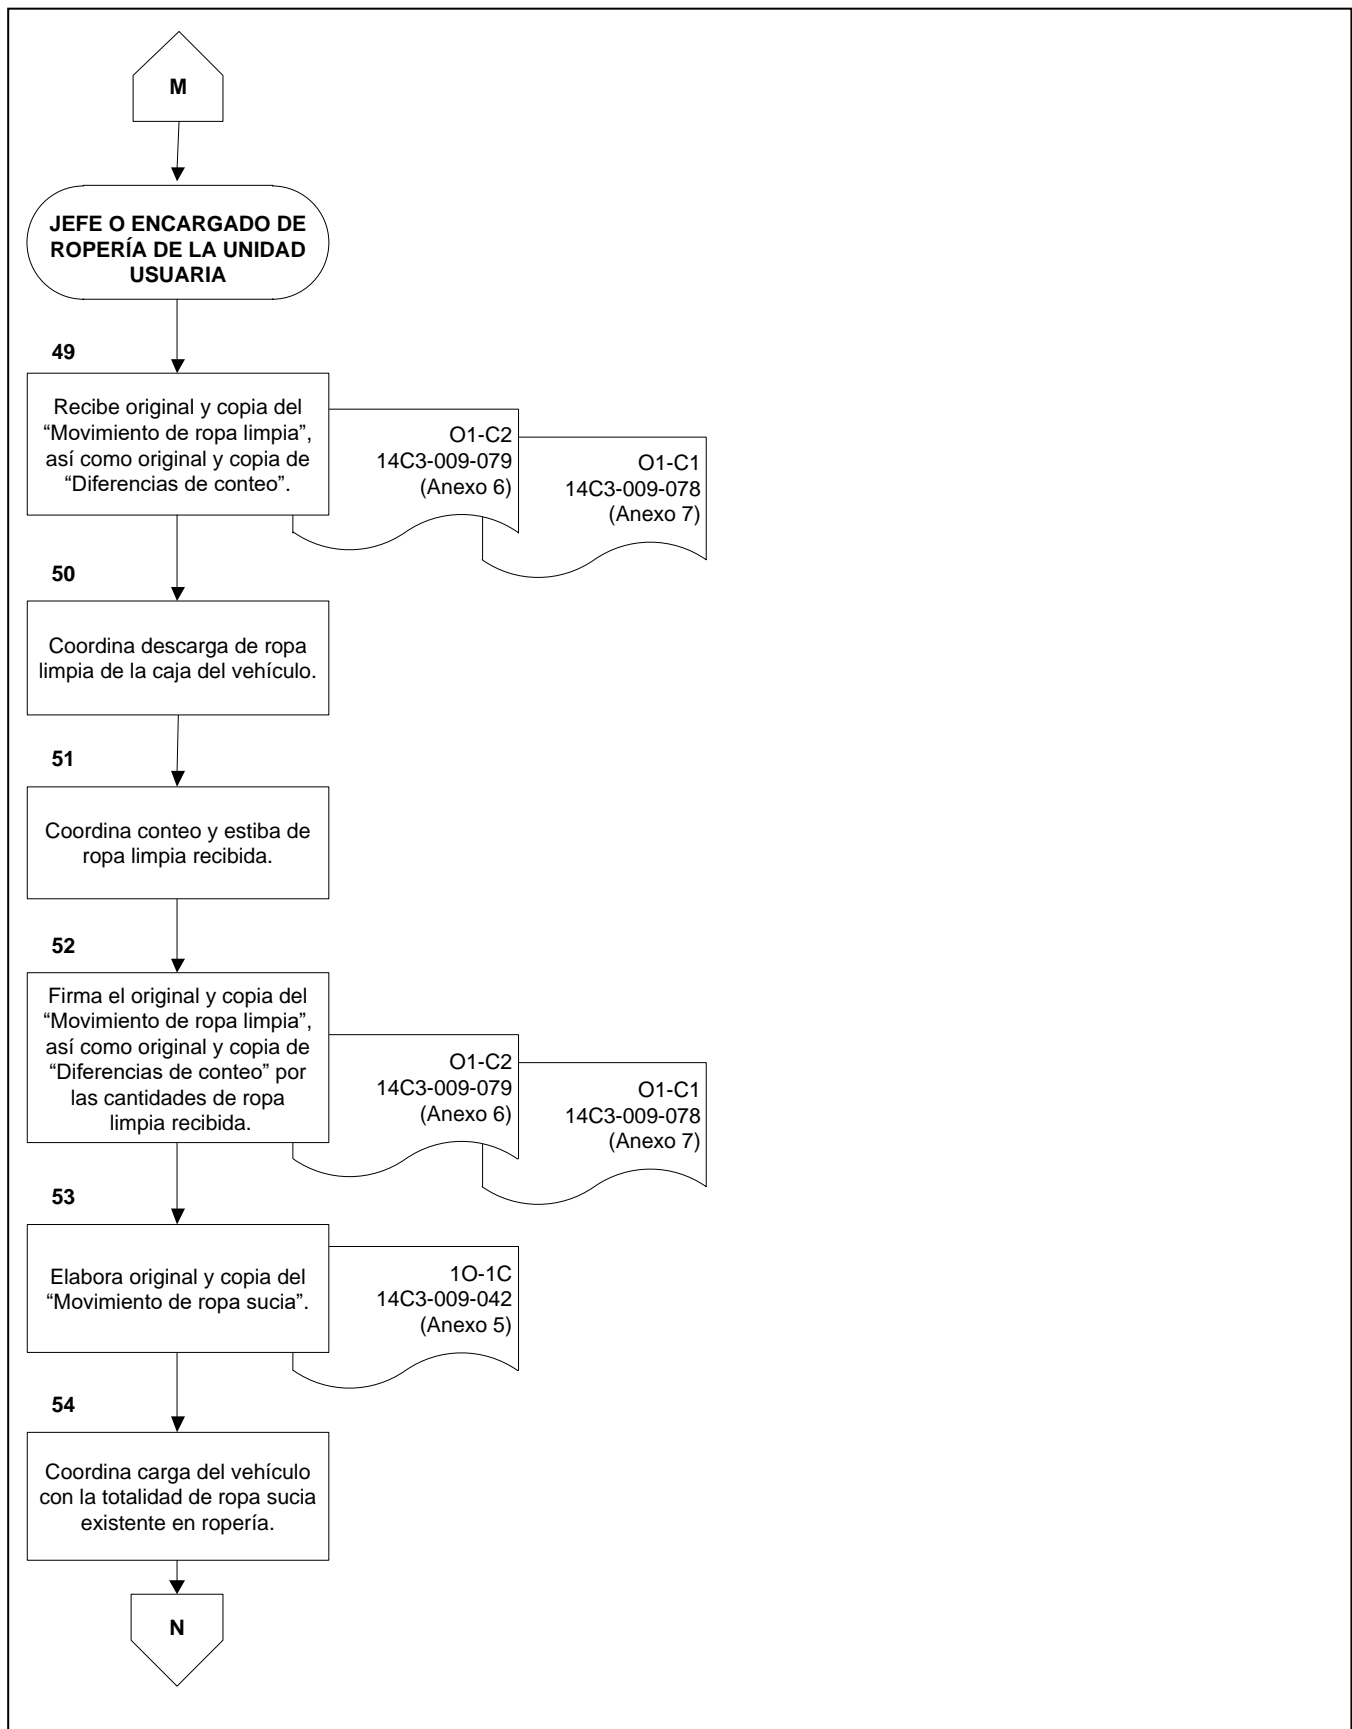 M
JEFE O ENCARGADO DE
ROPERÍA DE LA UNIDAD
USUARIA
49
Recibe original y copia del
“Movimiento de ropa limpia”,
así como original y copia de
“Diferencias de conteo”.
O1-C2
14C3-009-079
(Anexo 6)
O1-C1
14C3-009-078
(Anexo 7)
50
Coordina descarga de ropa
limpia de la caja del vehículo.
51
Coordina conteo y estiba de
ropa limpia recibida.
52
Firma el original y copia del
“Movimiento de ropa limpia”,
así como original y copia de
“Diferencias de conteo” por
las cantidades de ropa
limpia recibida.
O1-C2
14C3-009-079
(Anexo 6)
O1-C1
14C3-009-078
(Anexo 7)
53
Elabora original y copia del
“Movimiento de ropa sucia”.
1O-1C
14C3-009-042
(Anexo 5)
54
Coordina carga del vehículo
con la totalidad de ropa sucia
existente en ropería.
N